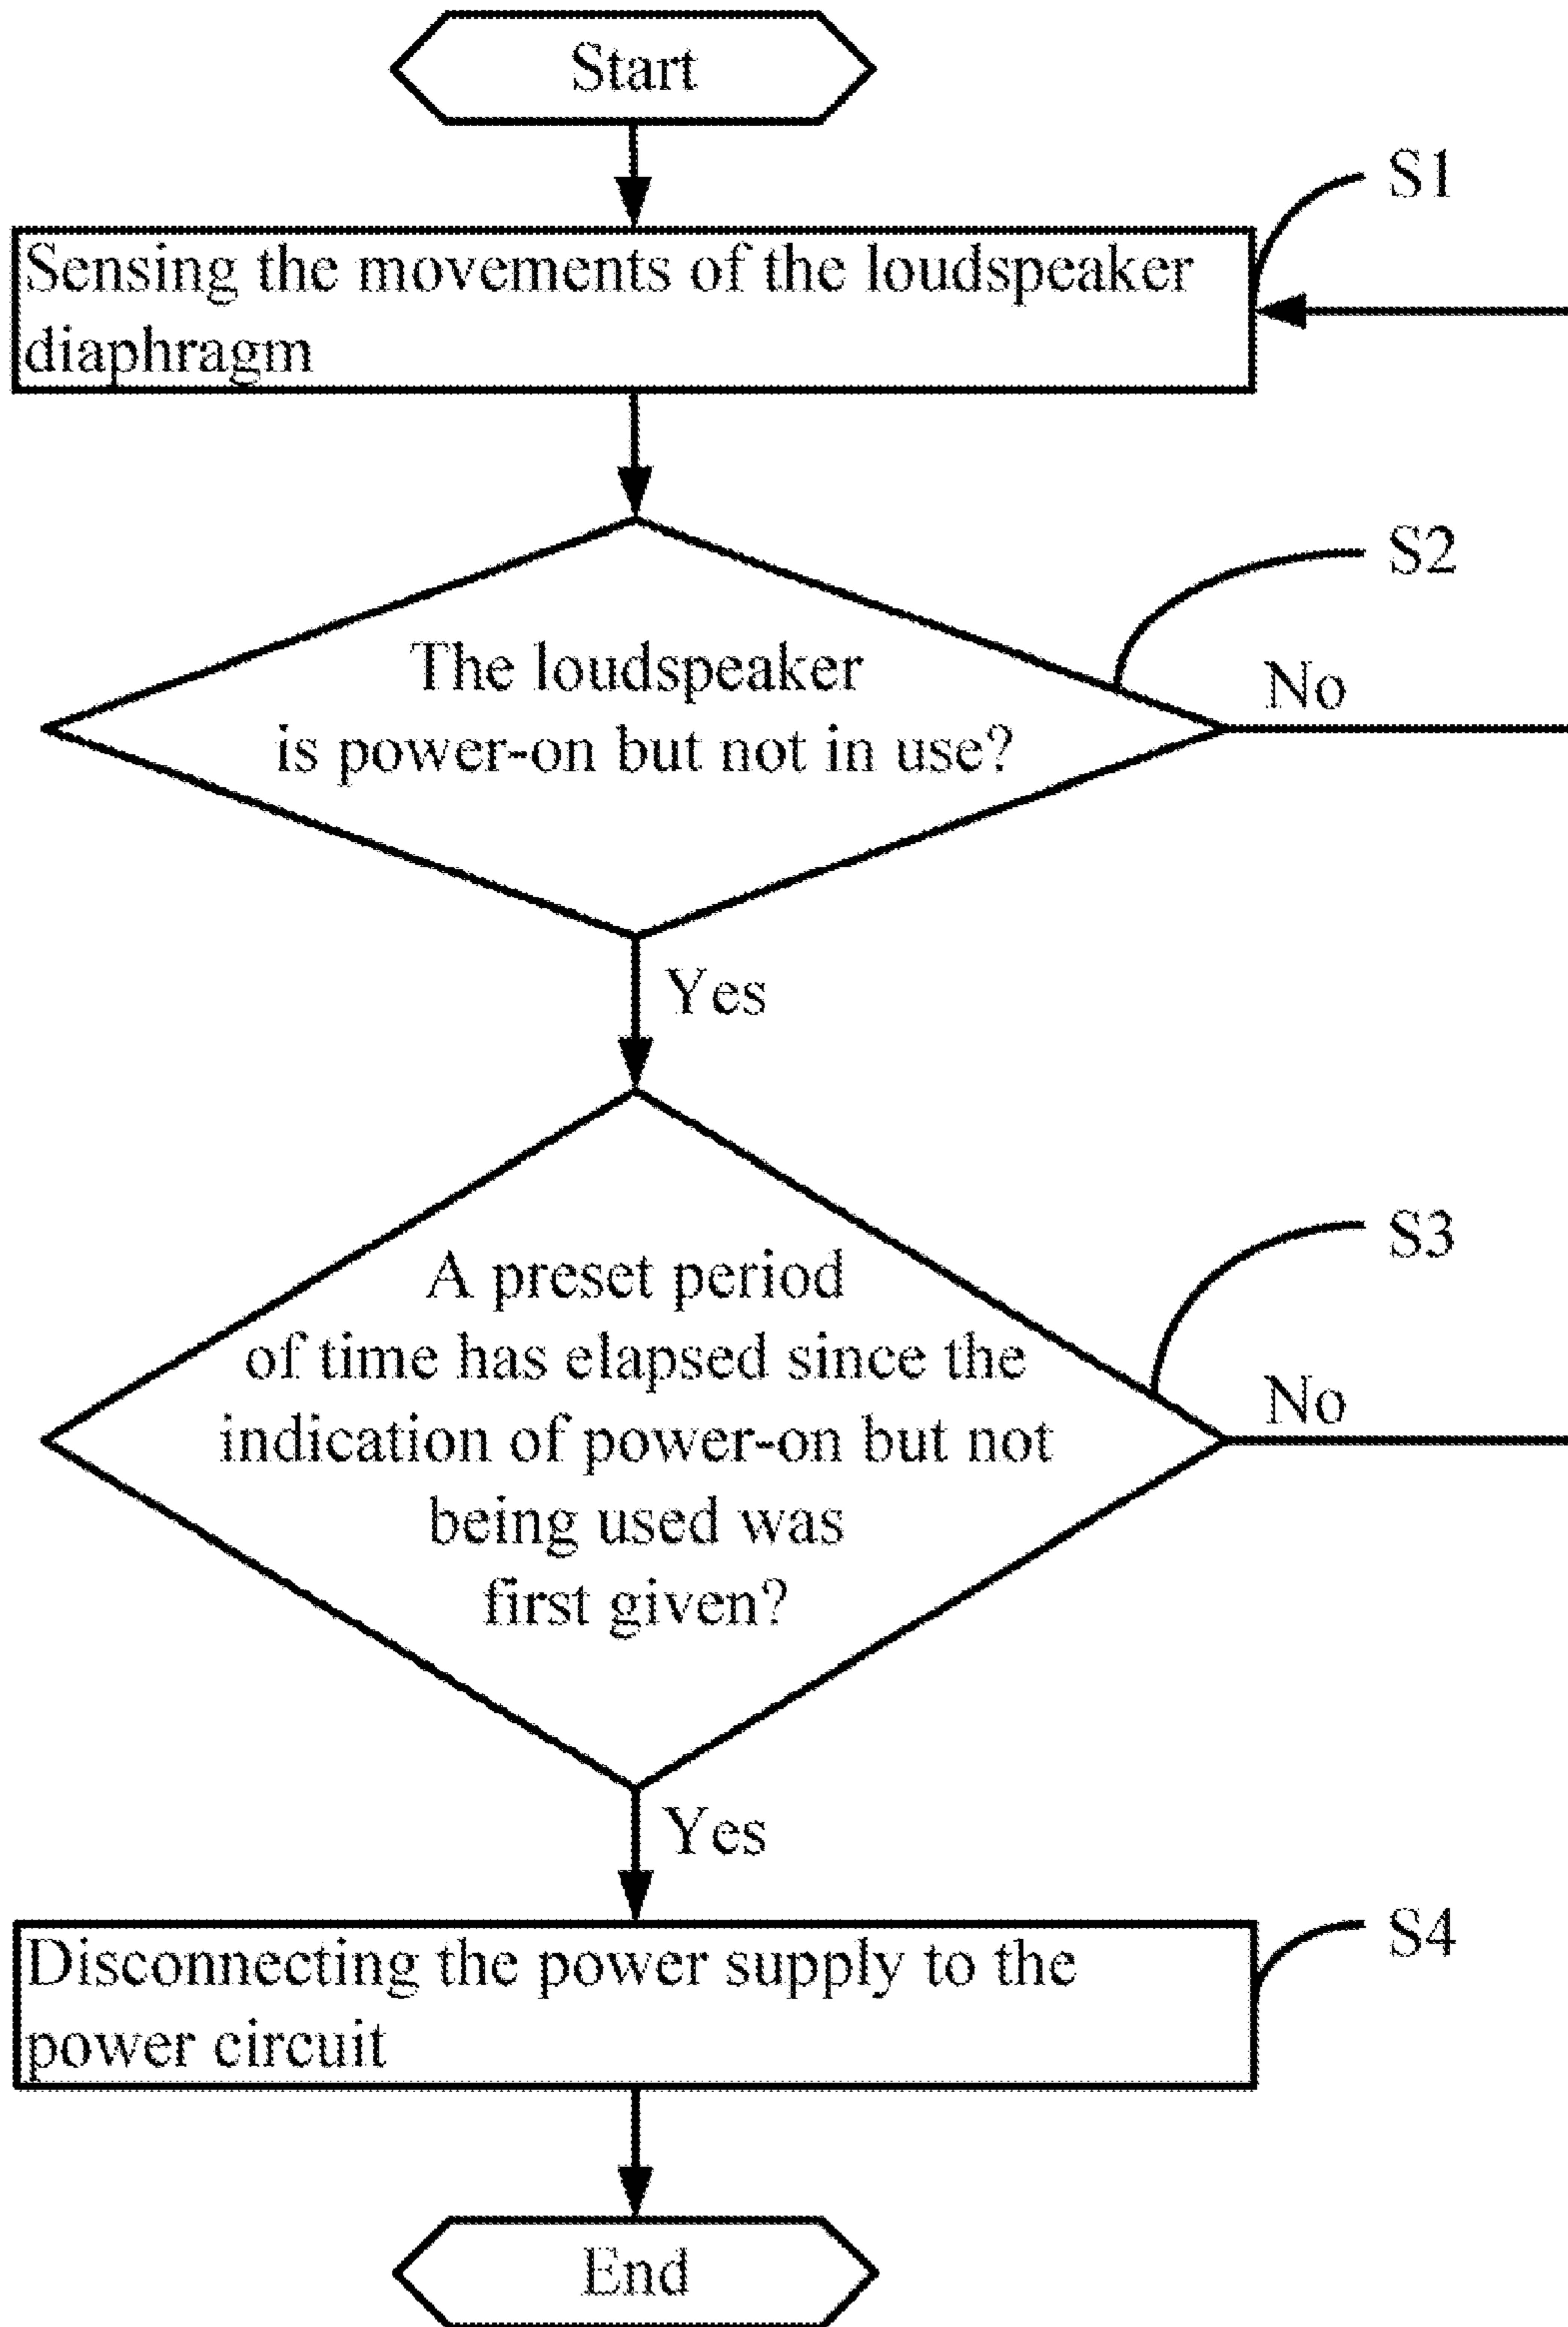 Start
S1
Sensing the movements of the loudspeaker
diaphragm
S2
The loudspeaker
is power-on but not in use?
No
Yes
S3
A preset period
of time has elapsed since the
indication of power-on but not
being used was
first given?
No
Yes
S4
Disconnecting the power supply to the
power circuit
End